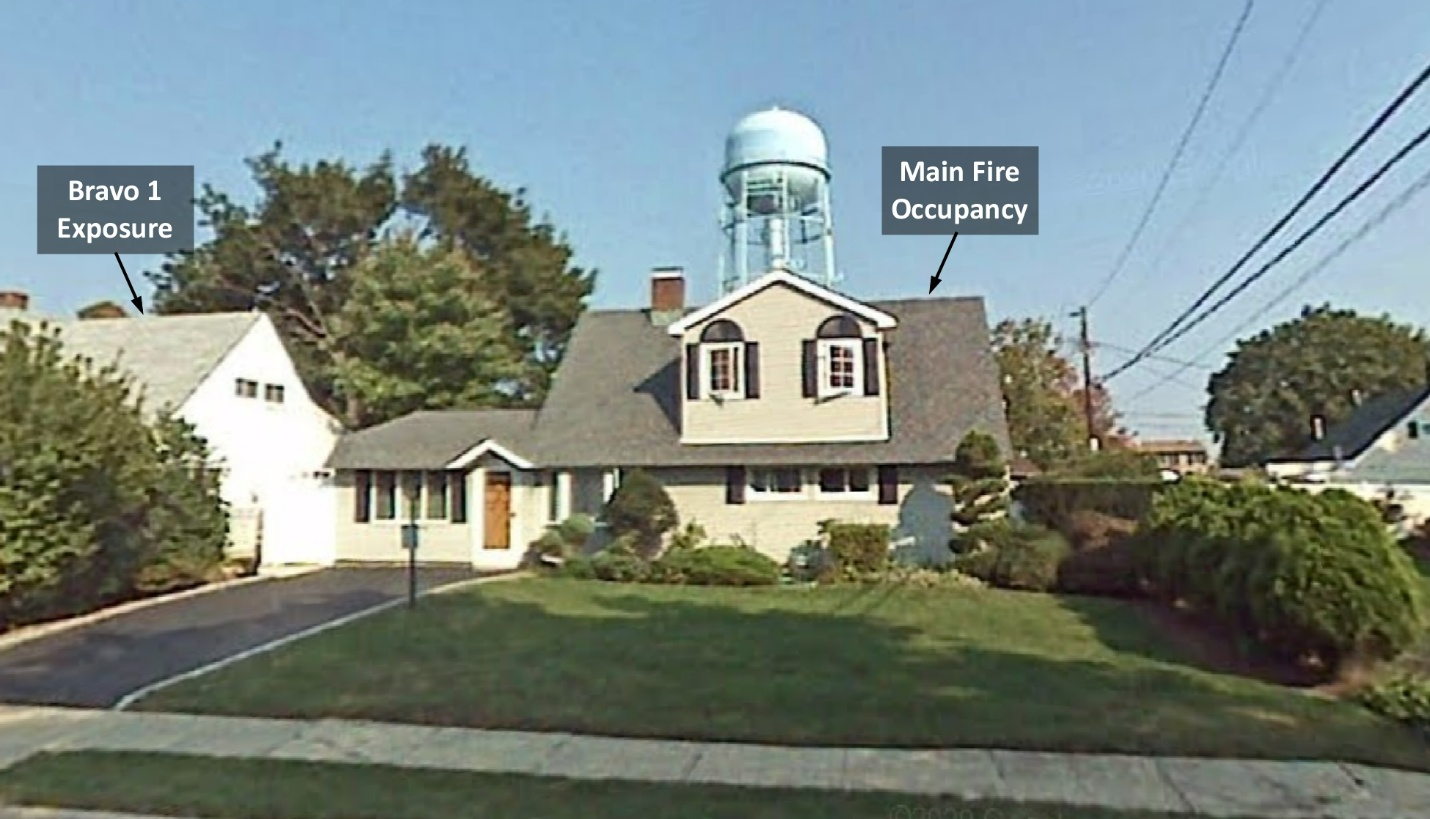 Bravo 1
Exposure
Main Fire
Occupancy